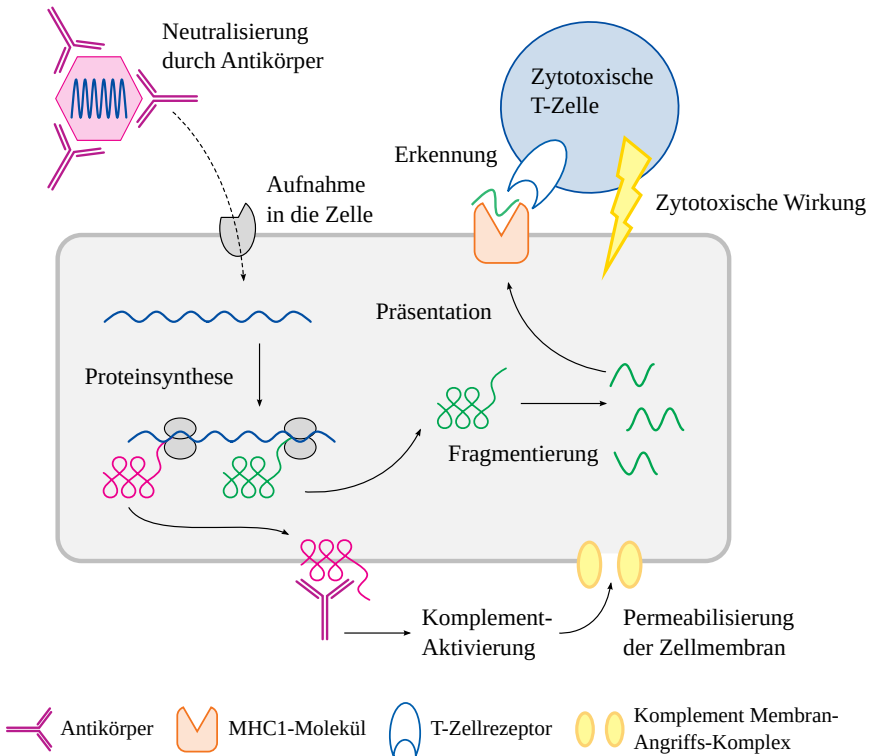 Neutralisierung
durch Antikörper
Zytotoxische
T-Zelle
Erkennung
Aufnahme
in die Zelle
Zytotoxische Wirkung
Präsentation
Proteinsynthese
Fragmentierung
Komplement-
Aktivierung
Permeabilisierung
der Zellmembran
Antikörper
MHC1-Molekül
T-Zellrezeptor
Komplement Membran-
Angriffs-Komplex